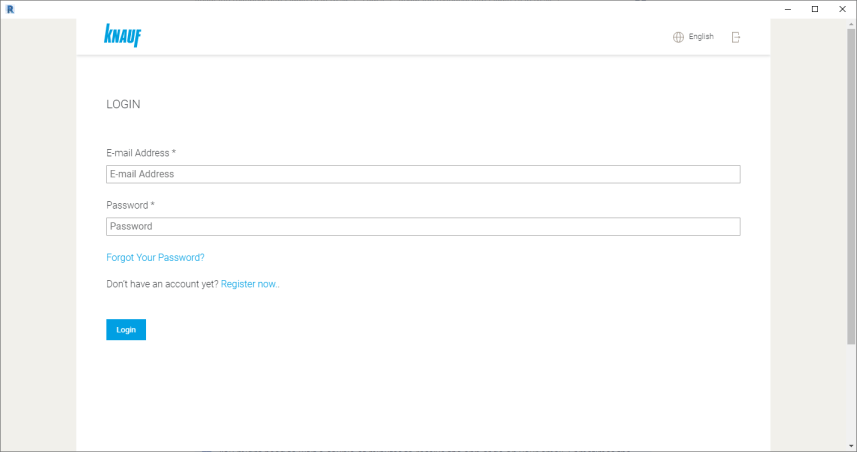 R
KNAUF
English
LOGIN
E-mail Address *
E-mail Address
Password *
Password
Forgot Your Password?
Don't have an account yet? Register now..
Login